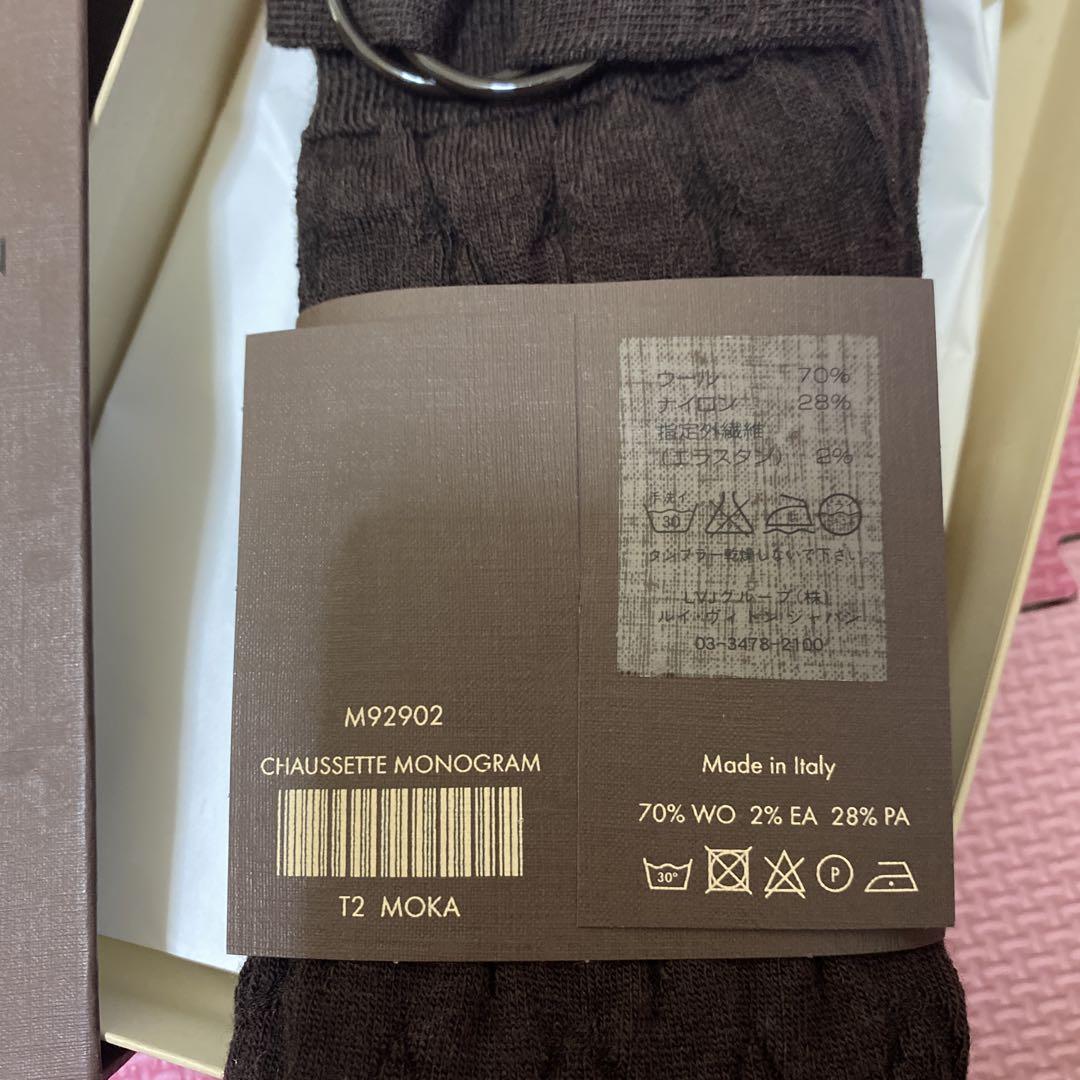 M92902
CHAUSSETTE MONOGRAM
T2 MOKA
ウール 70%
ナイロン 28%
指定外繊維
(エラスタン) 2%
手洗イ
30
タンブラー乾燥しないで下さい
LVJグループ(株)
ルイ・ヴィトン ジャパン
03-3478-2100
Made in Italy
70% WO 2% EA 28% PA
30°
P